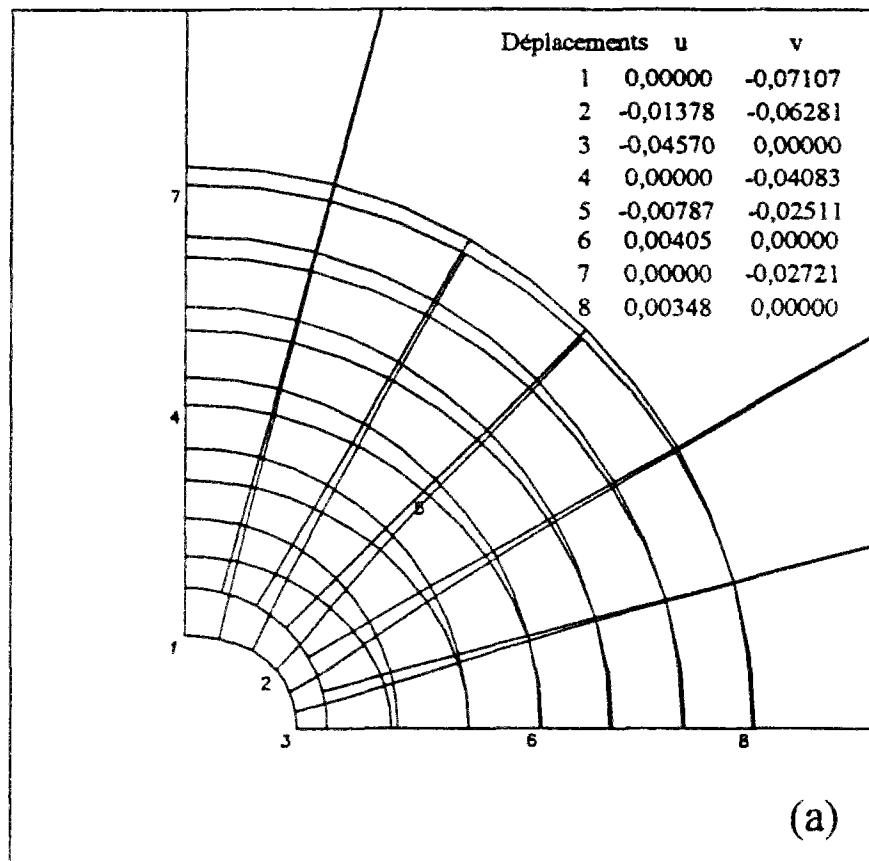 Déplacements u v
1 0,00000 -0,07107
2 -0,01378 -0,06281
3 -0,04570 0,00000
4 0,00000 -0,04083
5 -0,00787 -0,02511
6 0,00405 0,00000
7 0,00000 -0,02721
8 0,00348 0,00000
7
4
5
1
2
3 6 8
(a)